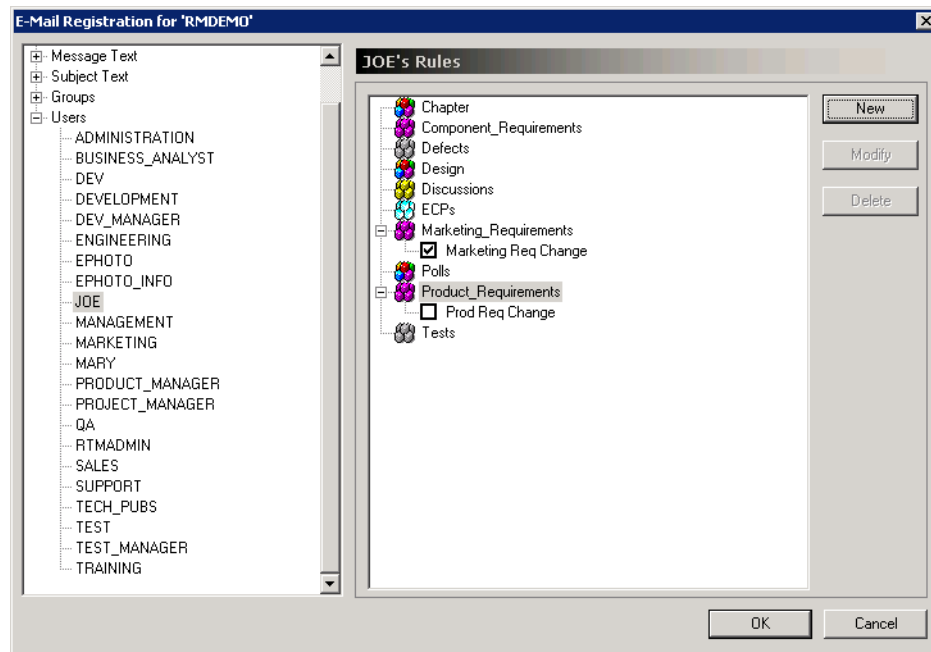 E-Mail Registration for 'RMDEMO'
Message Text
Subject Text
Groups
Users
ADMINISTRATION
BUSINESS_ANALYST
DEV
DEVELOPMENT
DEV_MANAGER
ENGINEERING
EPHOTO
EPHOTO_INFO
JOE
MANAGEMENT
MARKETING
MARY
PRODUCT_MANAGER
PROJECT_MANAGER
QA
RTMADMIN
SALES
SUPPORT
TECH_PUBS
TEST
TEST_MANAGER
TRAINING
JOE's Rules
Chapter
Component_Requirements
Defects
Design
Discussions
ECPs
Marketing_Requirements
Marketing Req Change
Polls
Product_Requirements
Prod Req Change
Tests
New
Modify
Delete
OK
Cancel